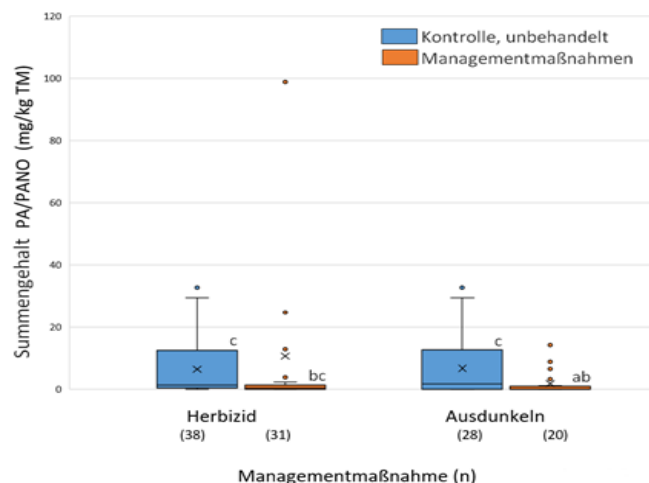 Kontrolle, unbehandelt
Managementmaßnahmen
Summengehalt PA/PANO (mg/kg TM)
120
100
80
60
40
20
0
c
bc
c
ab
Herbizid
Ausdunkeln
(38) (31) (28) (20)
Managementmaßnahme (n)